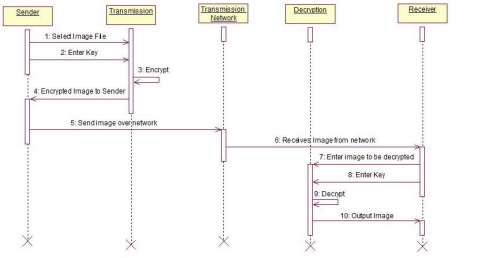 Sender
Transmission
Transmission
Network
Decryption
Receiver
1: Select Image File
2: Enter Key
3: Encrypt
4: Encrypted Image to Sender
5: Send image over network
6: Receives Image from network
7: Enter image to be decrypted
8: Enter Key
9: Decrypt
10: Output Image